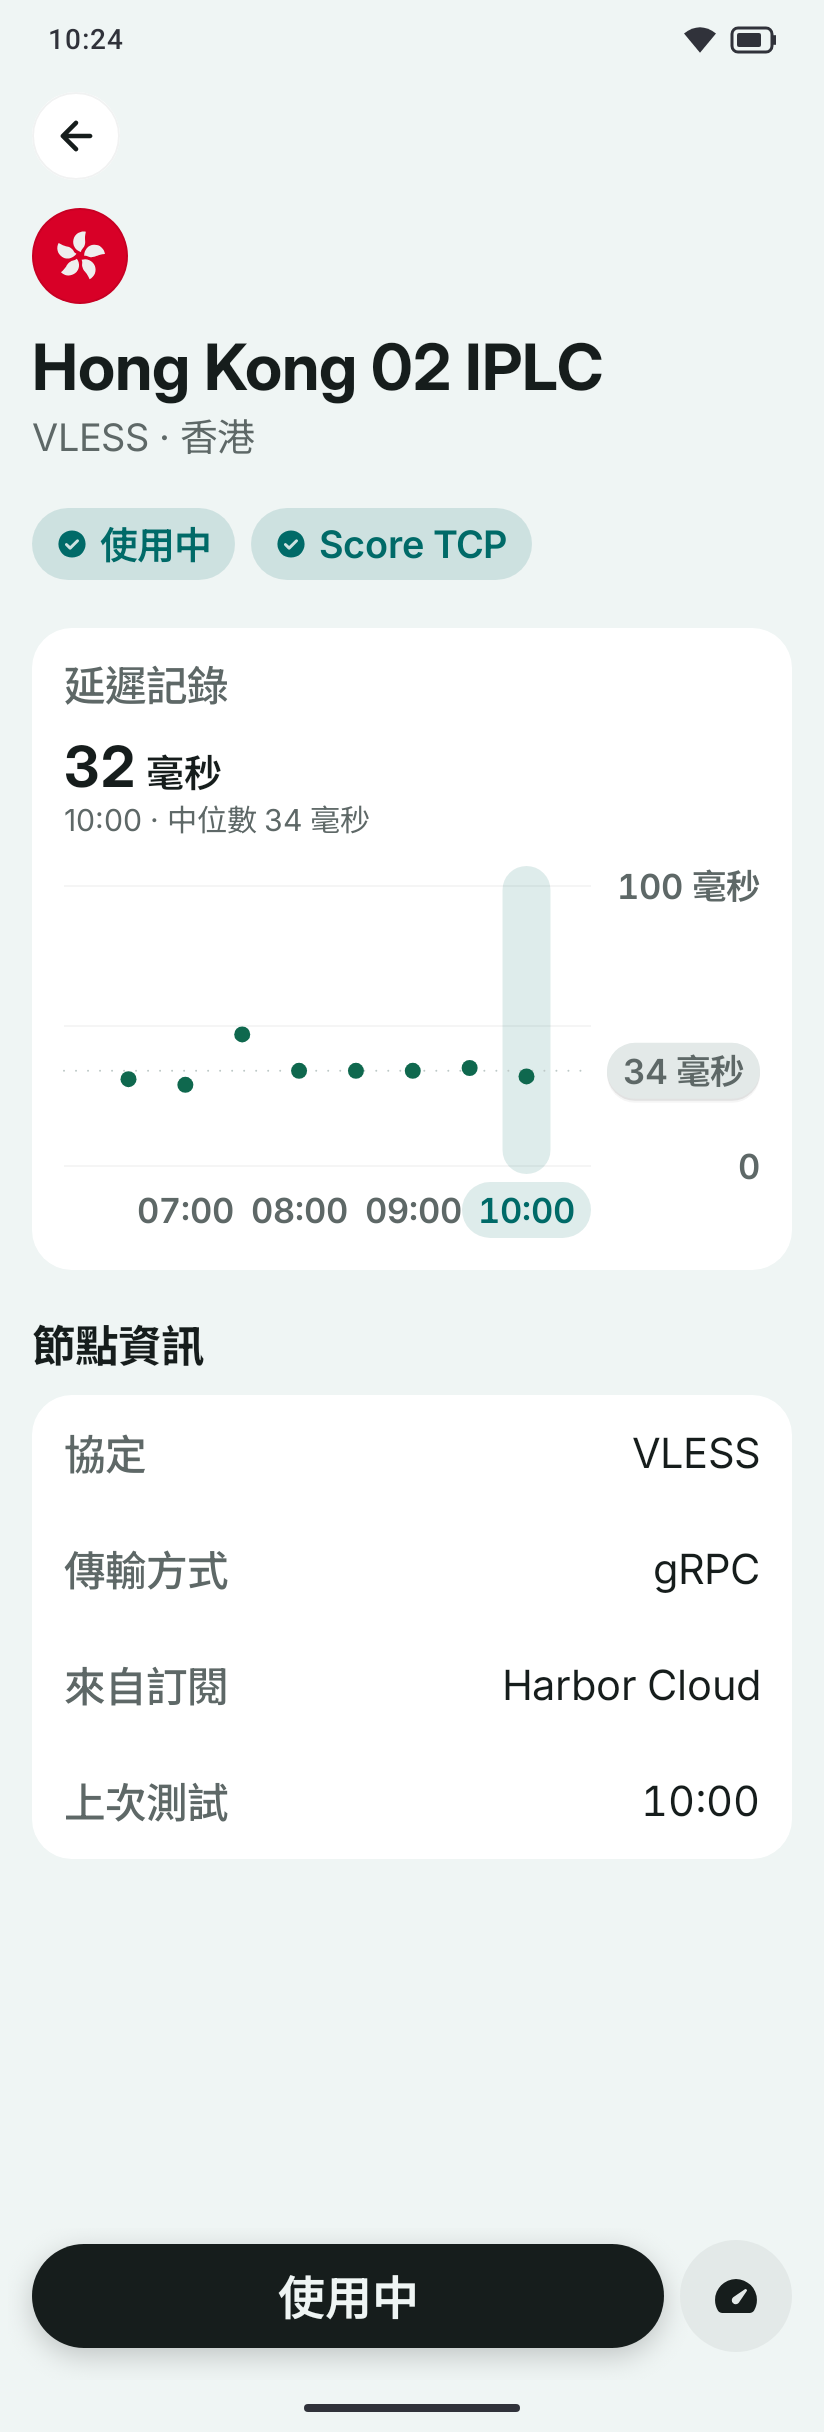 10:24
Hong Kong 02 IPLC
VLESS · 香港
使用中
Score TCP
延遲記錄
32 毫秒
10:00 · 中位數 34 毫秒
100 毫秒
34 毫秒
0
07:00 08:00 09:00 10:00
節點資訊
協定 VLESS
傳輸方式 gRPC
來自訂閱 Harbor Cloud
上次測試 10:00
使用中